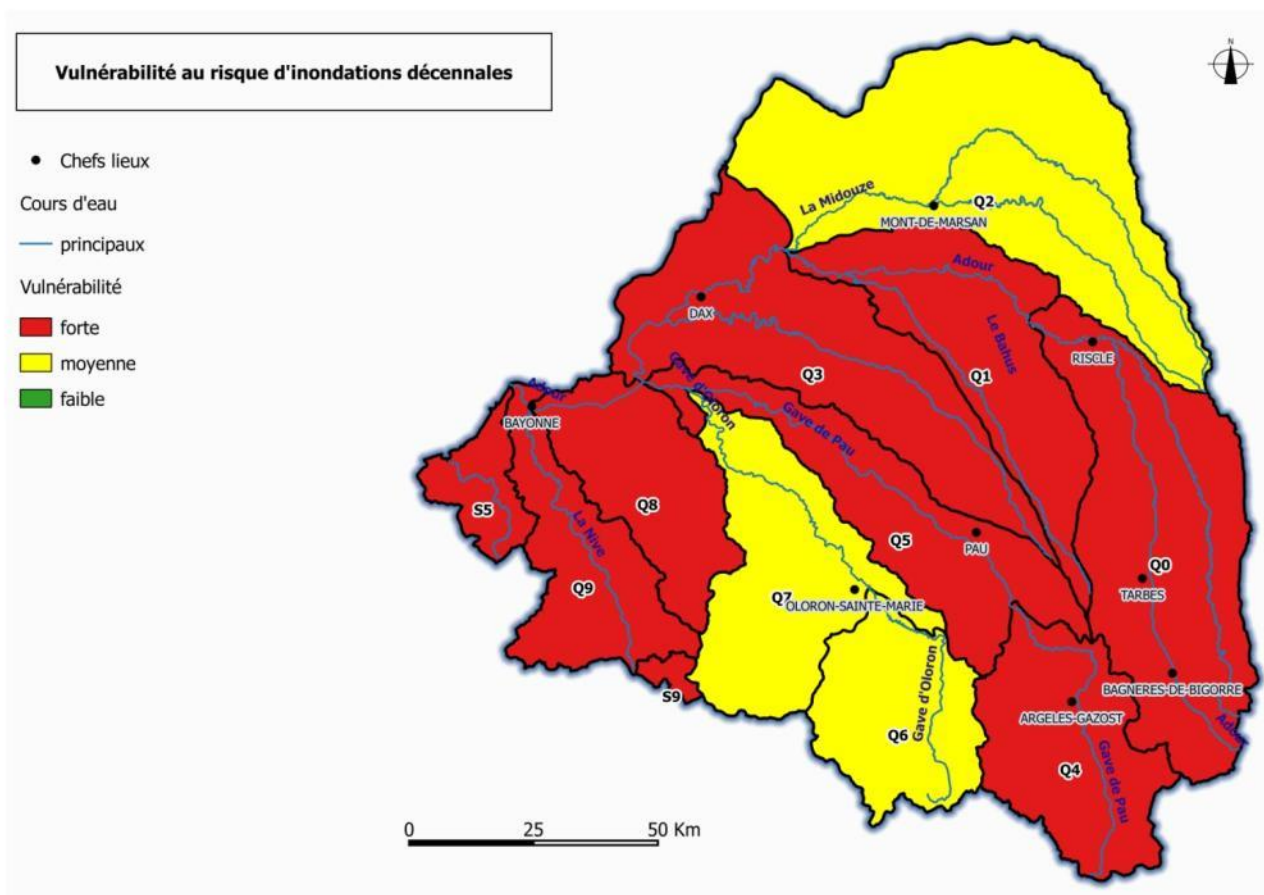 Vulnérabilité au risque d'inondations décennales
N
Chefs lieux
Cours d'eau
principaux
Vulnérabilité
forte
moyenne
faible
La Midouze
Q2
MONT-DE-MARSAN
Adour
DAX
Le Bahus
RISCLE
Q3
Q1
Gave d'Oloron
Adour
BAYONNE
Gave de Pau
S5
Q8
La Nive
Q5
PAU
Q0
TARBES
Q9
Q7
OLORON-SAINTE-MARIE
S9
Gave d'Oloron
BAGNERES-DE-BIGORRE
ARGELES-GAZOST
Adour
Q6
Q4
Gave de Pau
0 25 50 Km